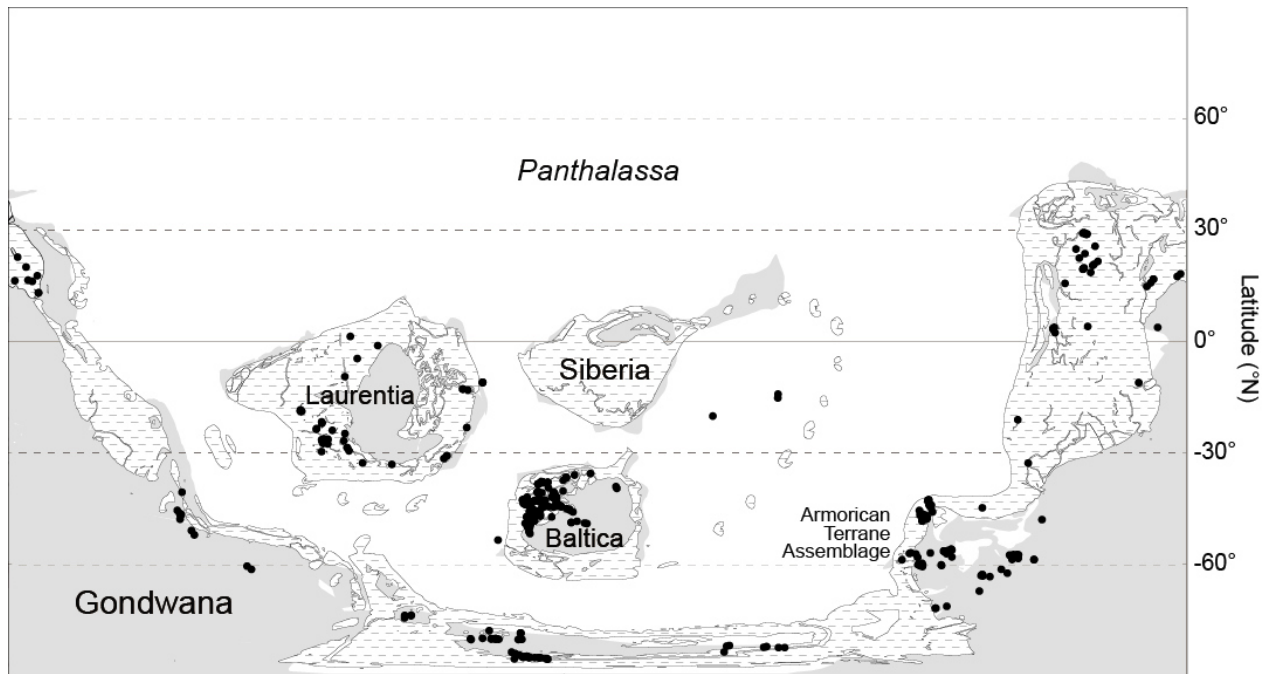 60°
Panthalassa
30°
0°
Siberia
Laurentia
Latitude (°N)
-30°
Armorican
Terrane
Assemblage
Baltica
-60°
Gondwana